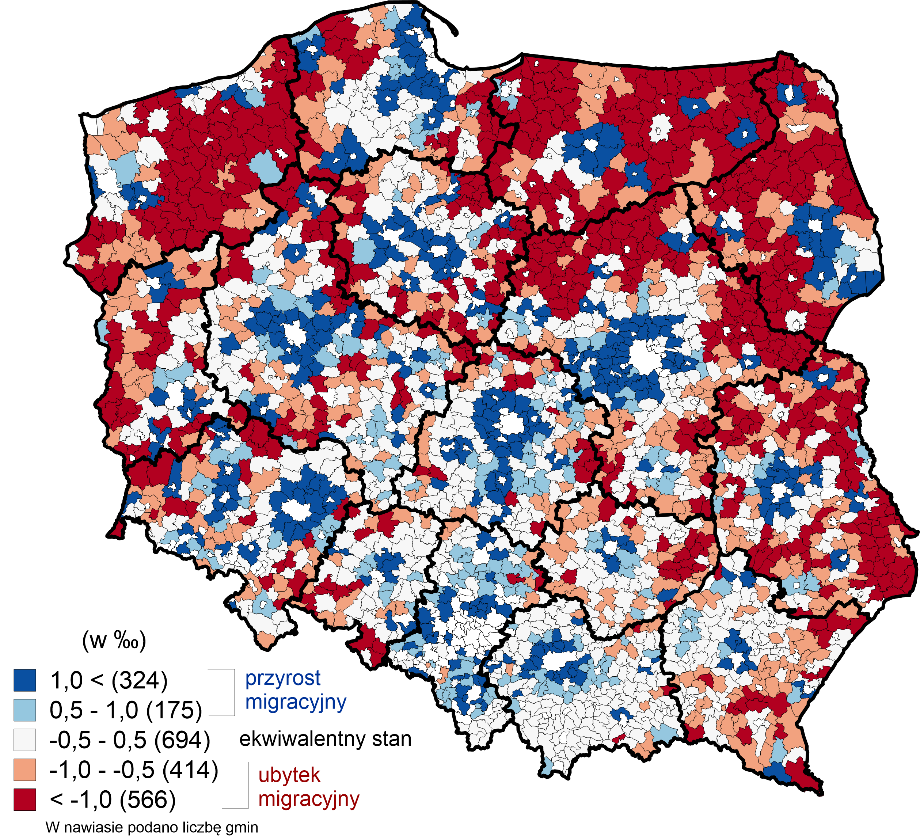 (w ‰)
1,0 < (324)
przyrost
migracyjny
0,5 - 1,0 (175)
-0,5 - 0,5 (694) ekwiwalentny stan
-1,0 - -0,5 (414)
ubytek
migracyjny
< -1,0 (566)
W nawiasie podano liczbę gmin